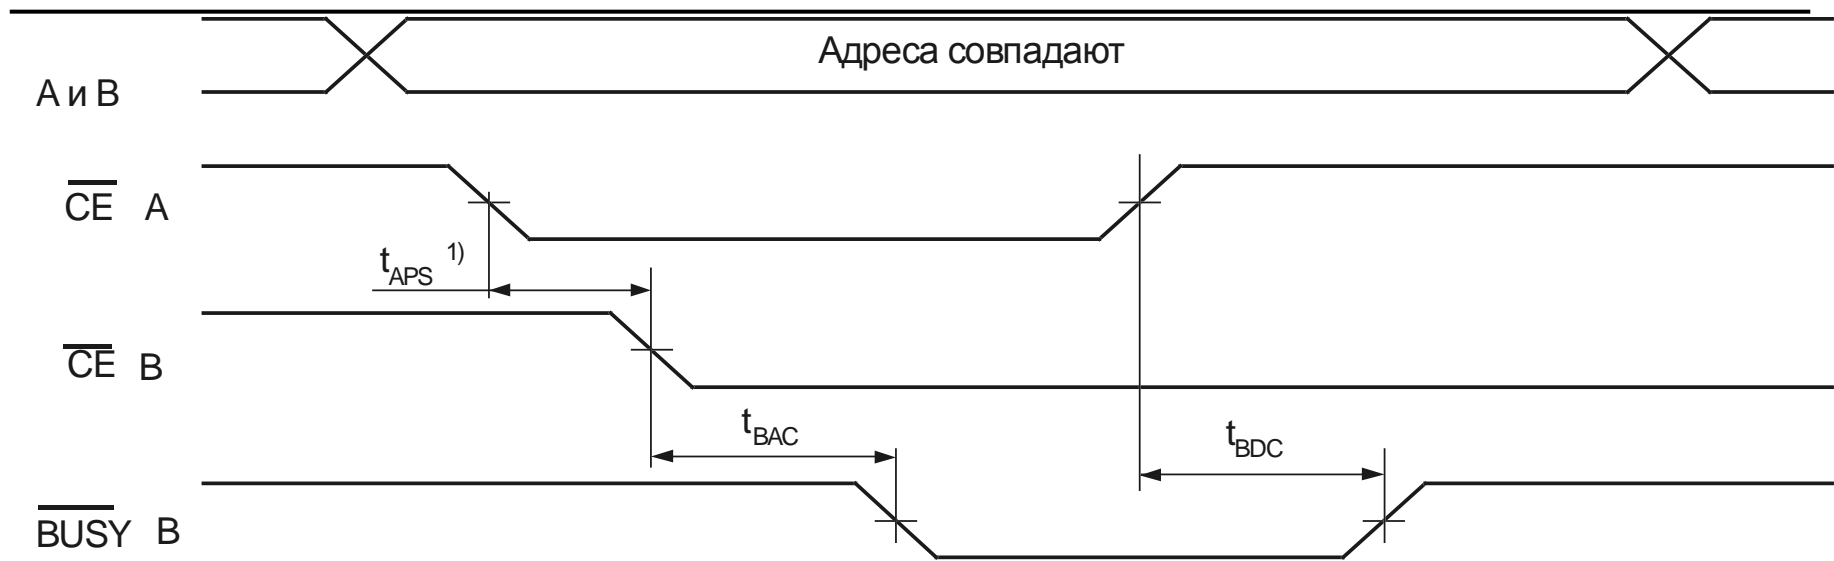 Адреса совпадают
А и В
CE A
tAPS 1)
CE B
tBAC
tBDC
BUSY B